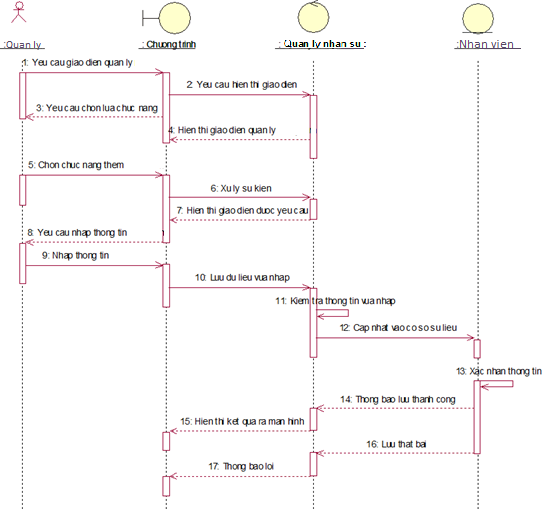 :Quan ly
: Chuong trinh
: Quan ly nhan su :
:Nhan vien
1: Yeu cau giao dien quan ly
2: Yeu cau hien thi giao dien
3: Yeu cau chon lua chuc nang
4: Hien thi giao dien quan ly
5: Chon chuc nang them
6: Xu ly su kien
7: Hien thi giao dien duoc yeu cau
8: Yeu cau nhap thong tin
9: Nhap thong tin
10: Luu du lieu vua nhap
11: Kiem tra thong tin vua nhap
12: Cap nhat vao co so su lieu
13: Xac nhan thong tin
14: Thong bao luu thanh cong
15: Hien thi ket qua ra man hinh
16: Luu that bai
17: Thong bao loi